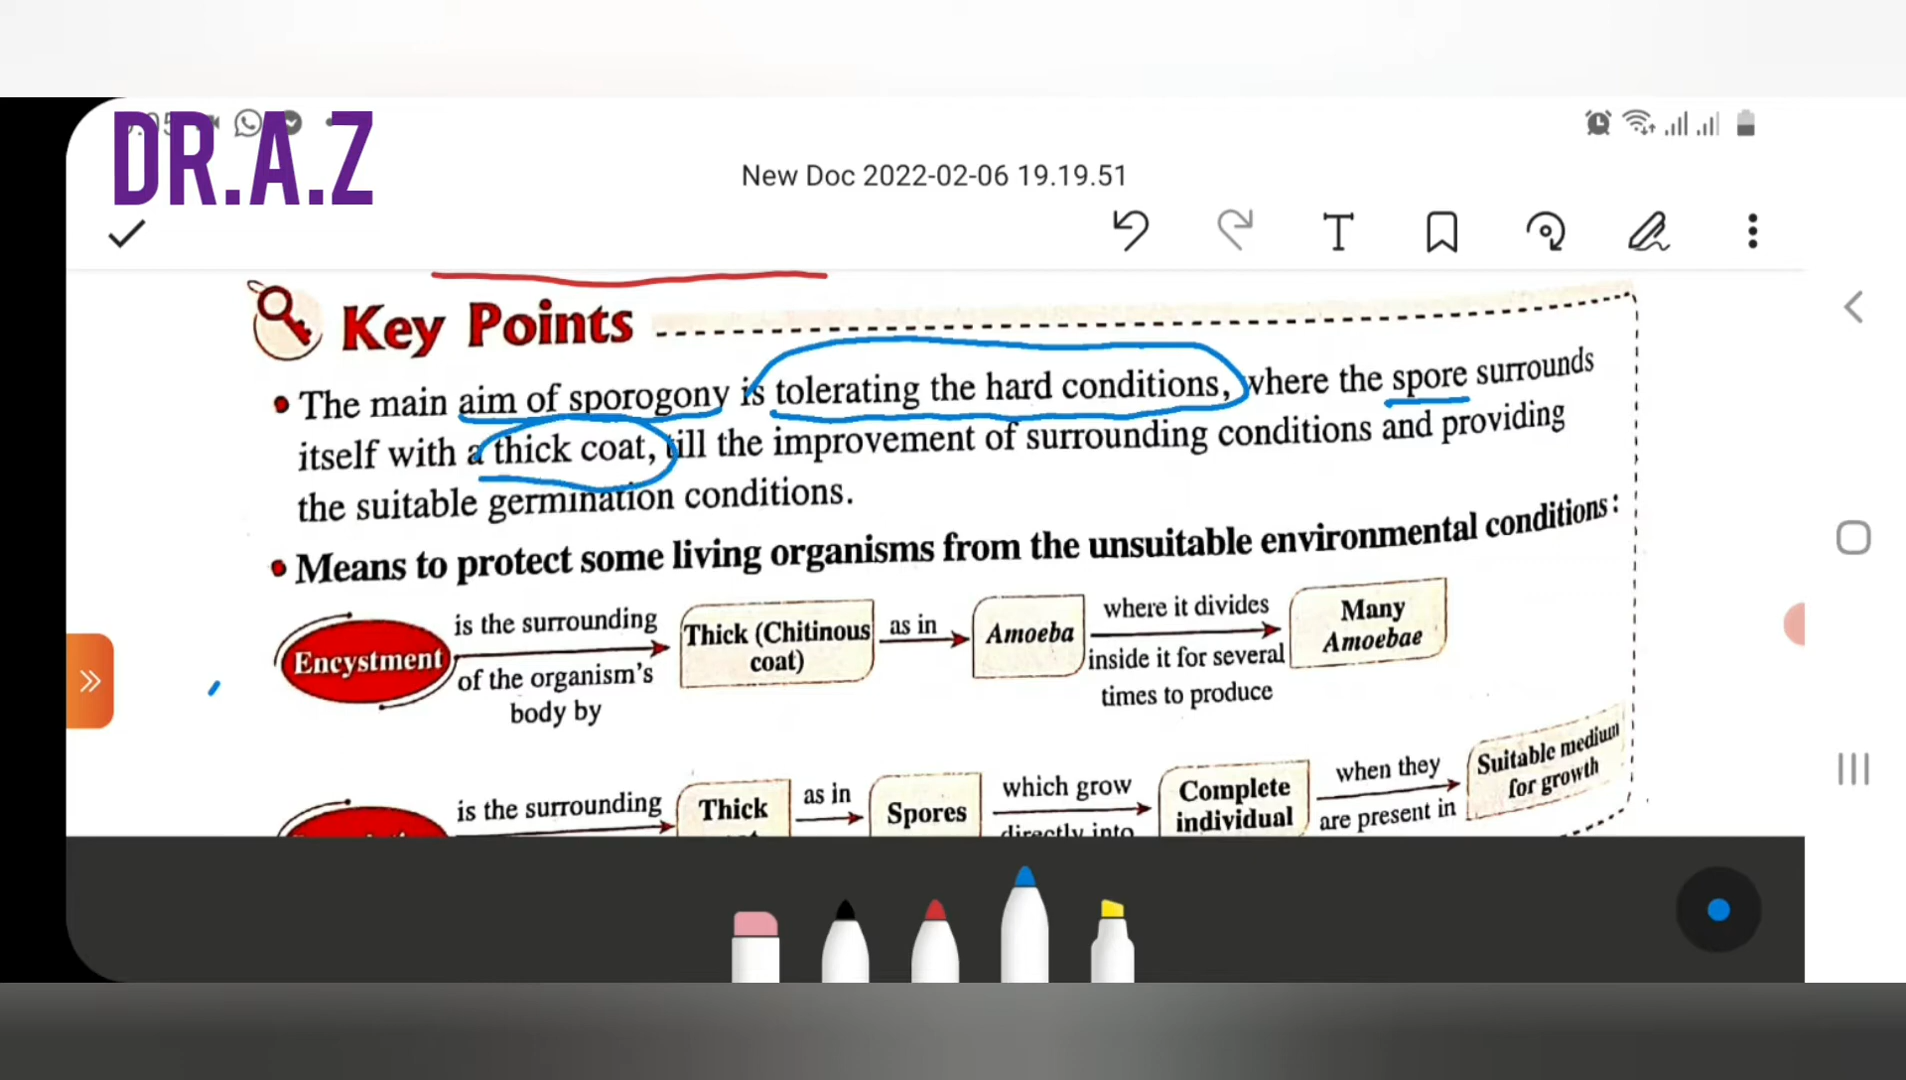 DR.A.Z
New Doc 2022-02-06 19.19.51
T
Key Points
• The main aim of sporogony is tolerating the hard conditions, where the spore surrounds
itself with a thick coat, till the improvement of surrounding conditions and providing
the suitable germination conditions.
• Means to protect some living organisms from the unsuitable environmental conditions:
Encystment
is the surrounding
of the organism's
body by
Thick (Chitinous
coat)
as in
Amoeba
where it divides
inside it for several
times to produce
Many
Amoebae
is the surrounding
Thick
as in
Spores
which grow
directly into
Complete
individual
when they
are present in
Suitable medium
for growth